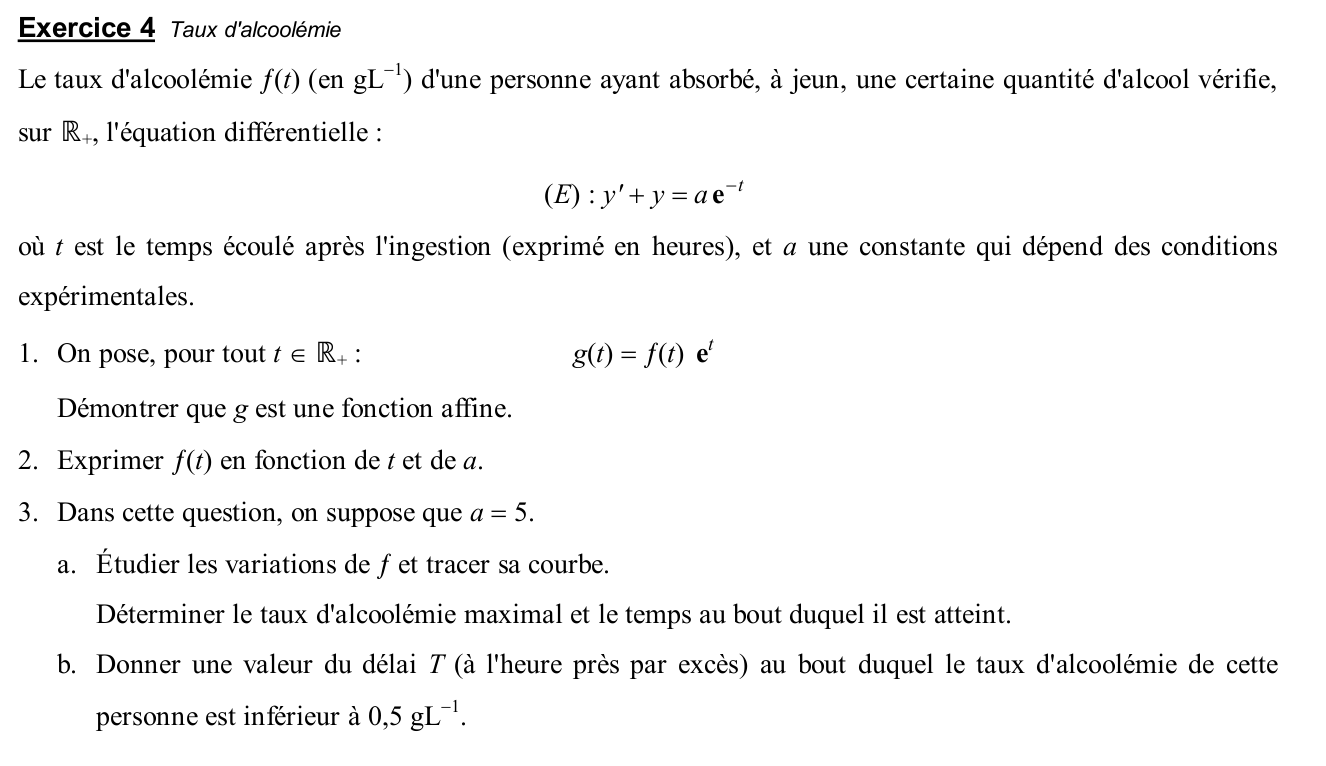 Exercice 4 Taux d'alcoolémie
Le taux d'alcoolémie f(t) (en gL⁻¹) d'une personne ayant absorbé, à jeun, une certaine quantité d'alcool vérifie,
sur ℝ₊, l'équation différentielle :
(E) : y′ + y = a e⁻ᵗ
où t est le temps écoulé après l'ingestion (exprimé en heures), et a une constante qui dépend des conditions
expérimentales.
1. On pose, pour tout t ∈ ℝ₊ : g(t) = f(t) eᵗ
Démontrer que g est une fonction affine.
2. Exprimer f(t) en fonction de t et de a.
3. Dans cette question, on suppose que a = 5.
a. Étudier les variations de f et tracer sa courbe.
Déterminer le taux d'alcoolémie maximal et le temps au bout duquel il est atteint.
b. Donner une valeur du délai T (à l'heure près par excès) au bout duquel le taux d'alcoolémie de cette
personne est inférieur à 0,5 gL⁻¹.